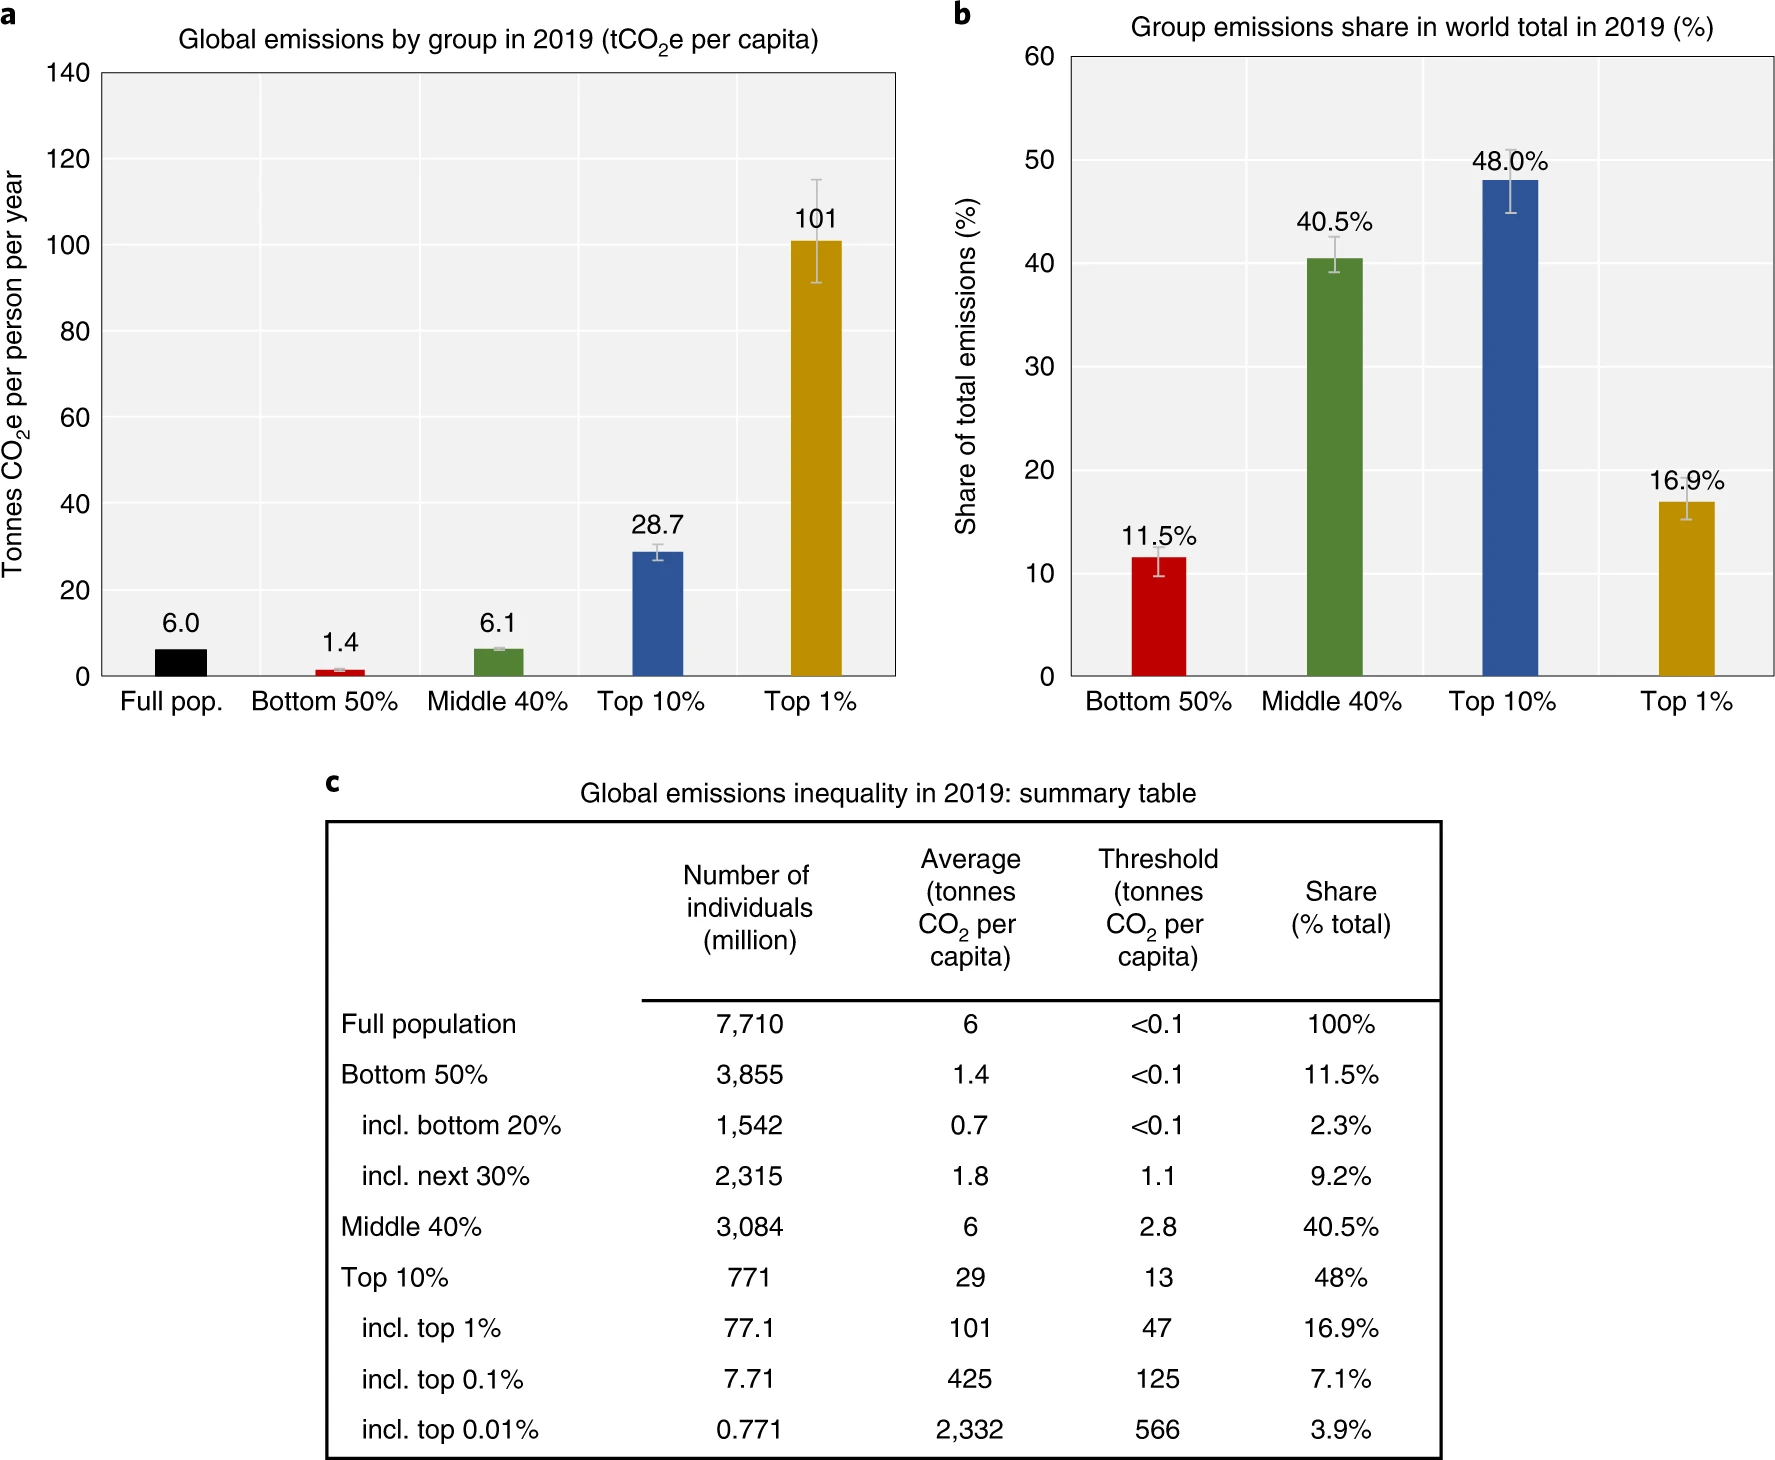 a
Global emissions by group in 2019 (tCO2e per capita)
Tonnes CO2e per person per year
140
120
100
80
60
40
20
0
6.0
1.4
6.1
28.7
101
Full pop.
Bottom 50%
Middle 40%
Top 10%
Top 1%
b
Group emissions share in world total in 2019 (%)
Share of total emissions (%)
60
50
40
30
20
10
0
11.5%
40.5%
48.0%
16.9%
Bottom 50%
Middle 40%
Top 10%
Top 1%
c
Global emissions inequality in 2019: summary table
Number of
individuals
(million)
Average
(tonnes
CO2 per
capita)
Threshold
(tonnes
CO2 per
capita)
Share
(% total)
Full population 7,710 6 <0.1 100%
Bottom 50% 3,855 1.4 <0.1 11.5%
incl. bottom 20% 1,542 0.7 <0.1 2.3%
incl. next 30% 2,315 1.8 1.1 9.2%
Middle 40% 3,084 6 2.8 40.5%
Top 10% 771 29 13 48%
incl. top 1% 77.1 101 47 16.9%
incl. top 0.1% 7.71 425 125 7.1%
incl. top 0.01% 0.771 2,332 566 3.9%